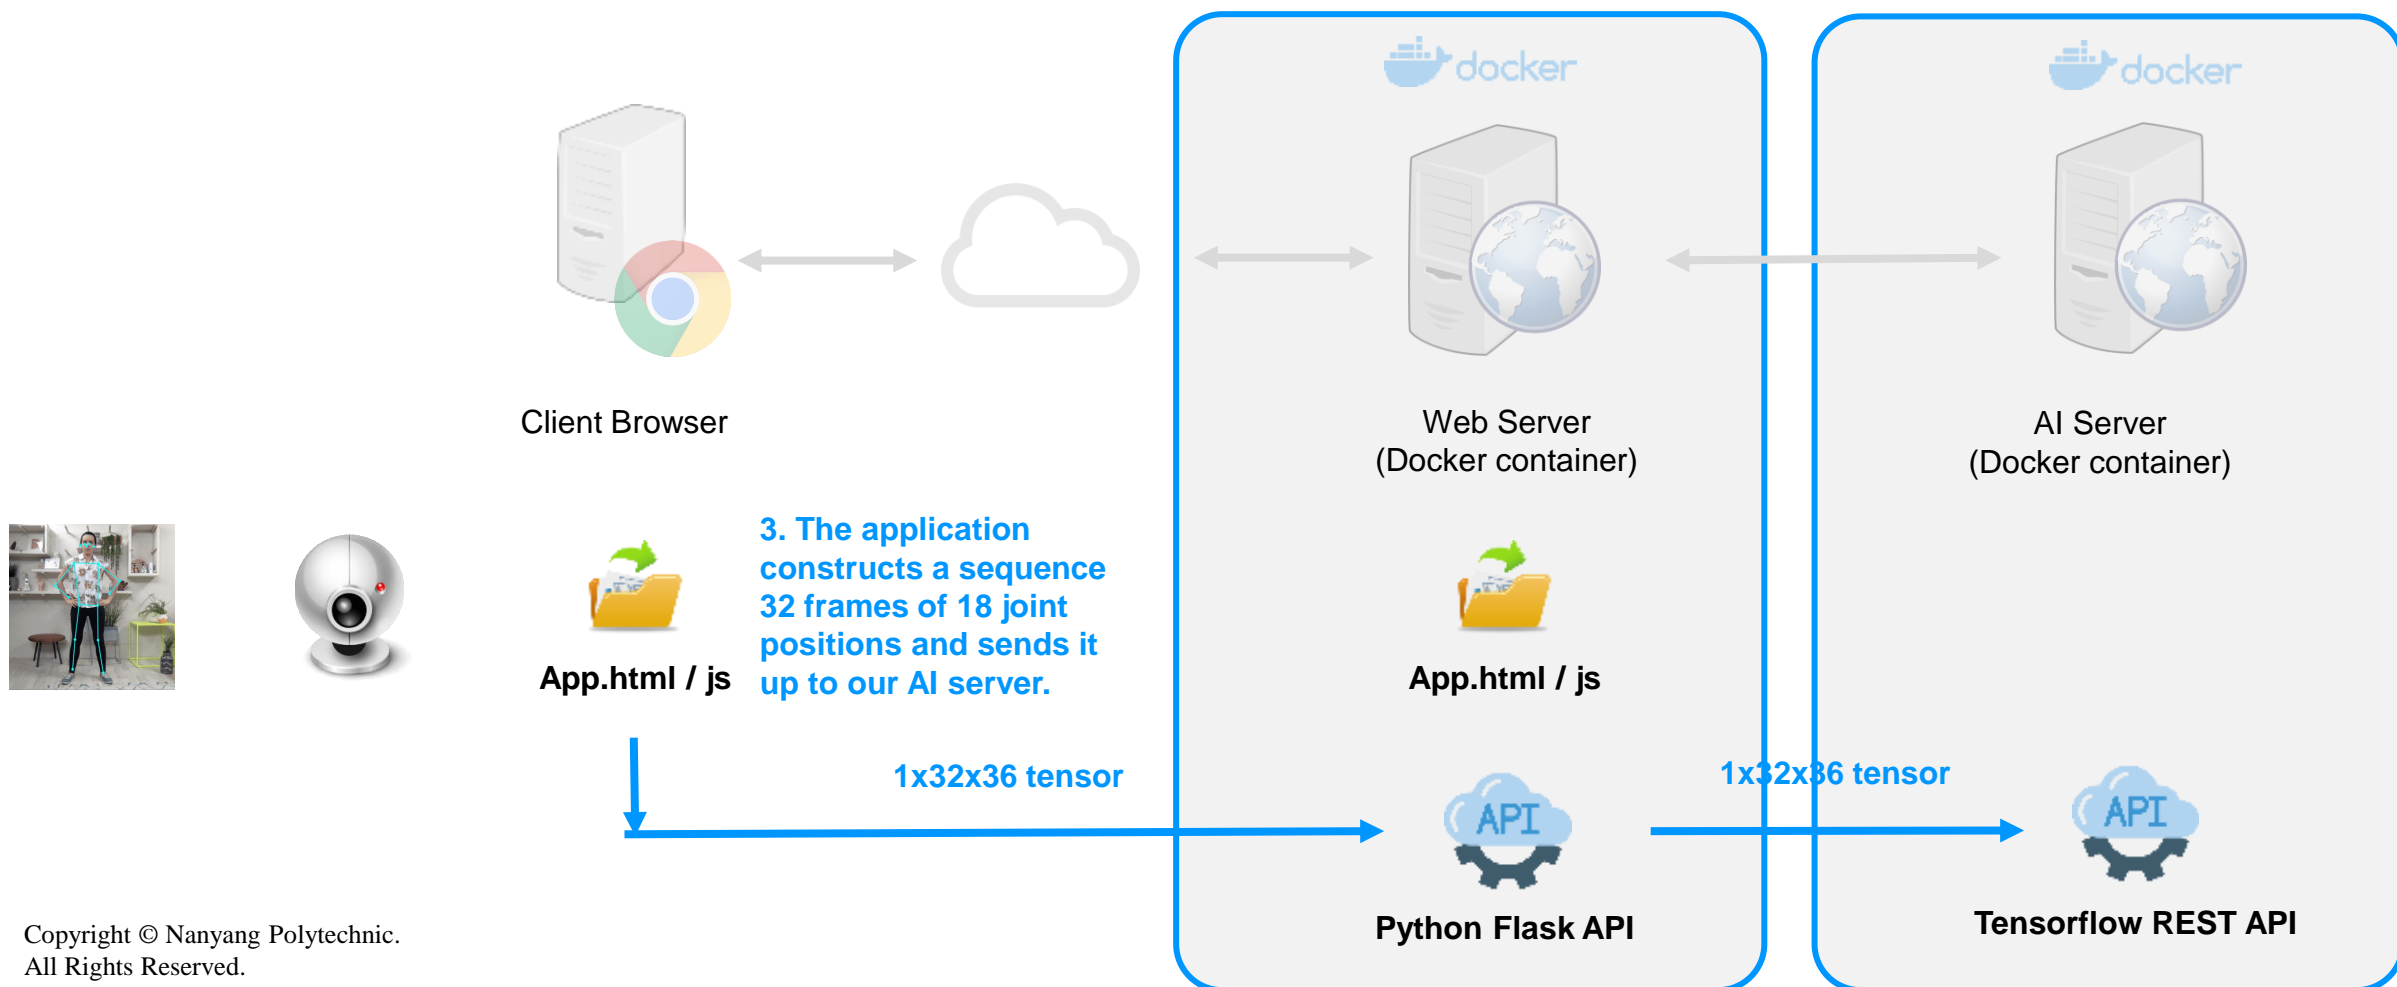 docker
docker
Client Browser
Web Server
(Docker container)
AI Server
(Docker container)
3. The application
constructs a sequence
32 frames of 18 joint
positions and sends it
up to our AI server.
App.html / js
App.html / js
1x32x36 tensor
1x32x36 tensor
API
API
Python Flask API
Tensorflow REST API
Copyright © Nanyang Polytechnic.
All Rights Reserved.